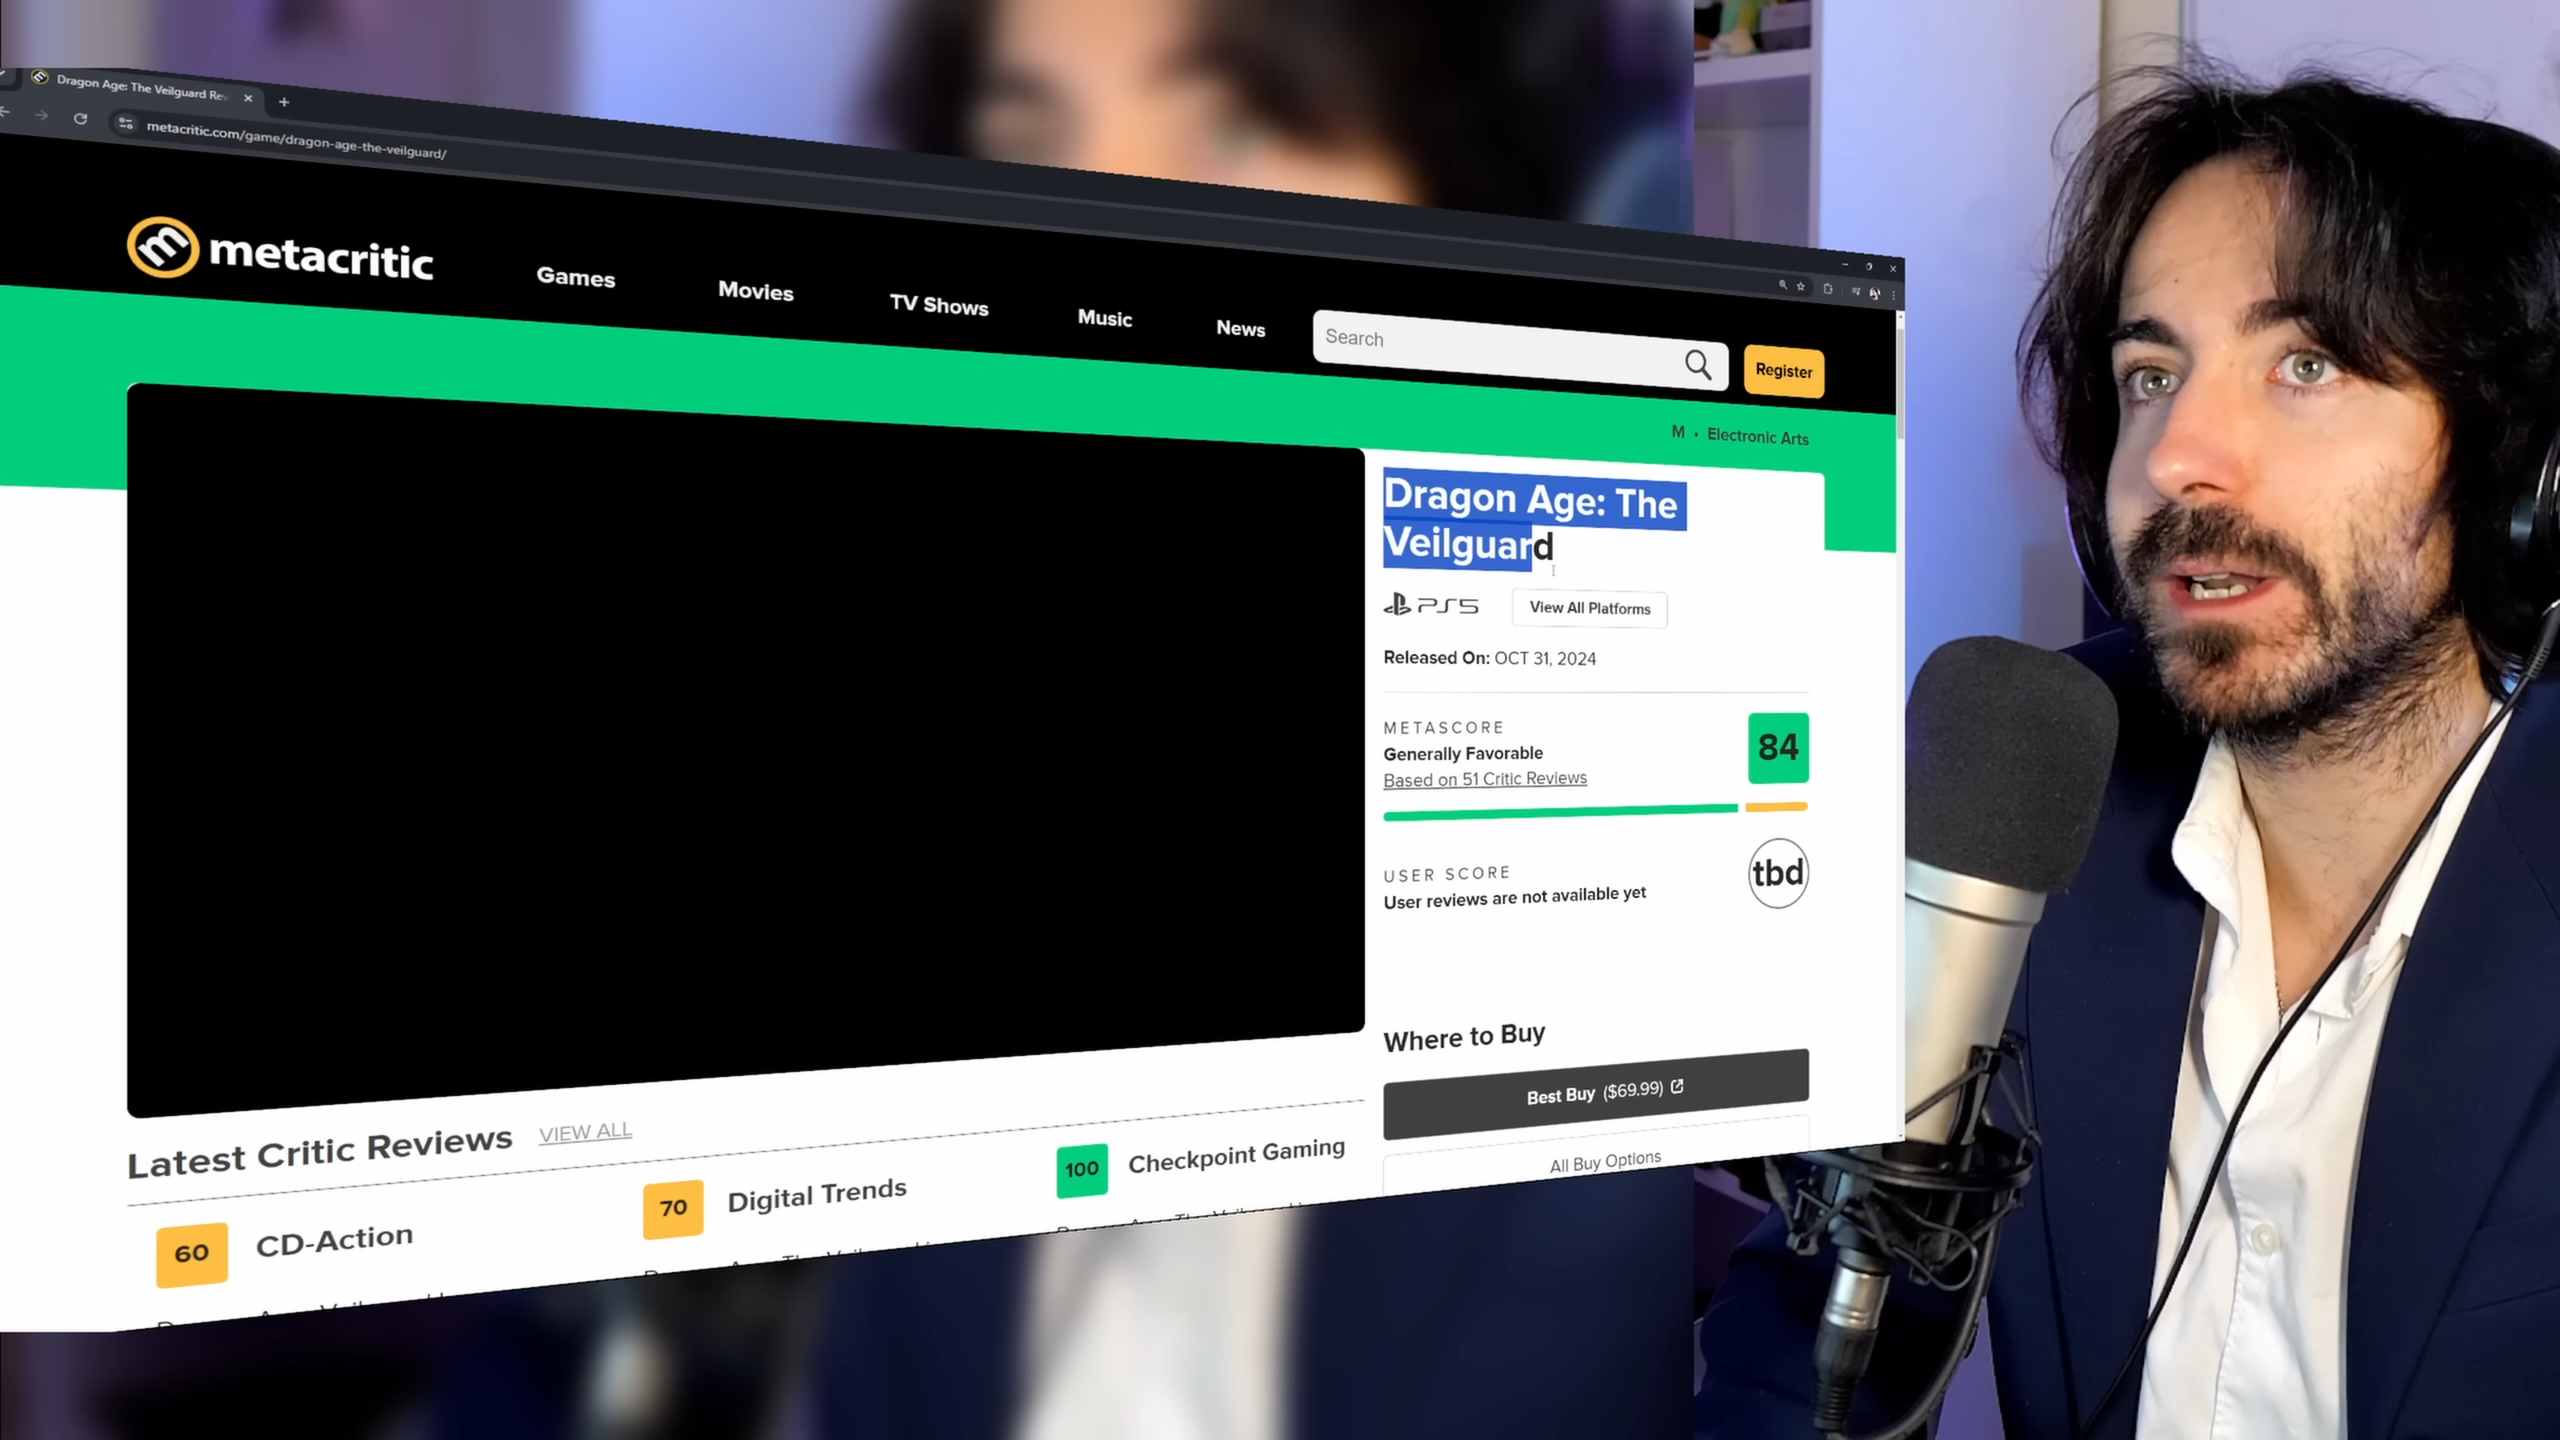 Dragon Age: The Veilguard Rev
metacritic.com/game/dragon-age-the-veilguard/
metacritic
Games
Movies
TV Shows
Music
News
Search
Register
M • Electronic Arts
Dragon Age: The
Veilguard
PS5
View All Platforms
Released On: OCT 31, 2024
METASCORE
Generally Favorable
Based on 51 Critic Reviews
84
USER SCORE
User reviews are not available yet
tbd
Where to Buy
Best Buy ($69.99)
All Buy Options
Latest Critic Reviews
VIEW ALL
60 CD-Action
70 Digital Trends
100 Checkpoint Gaming